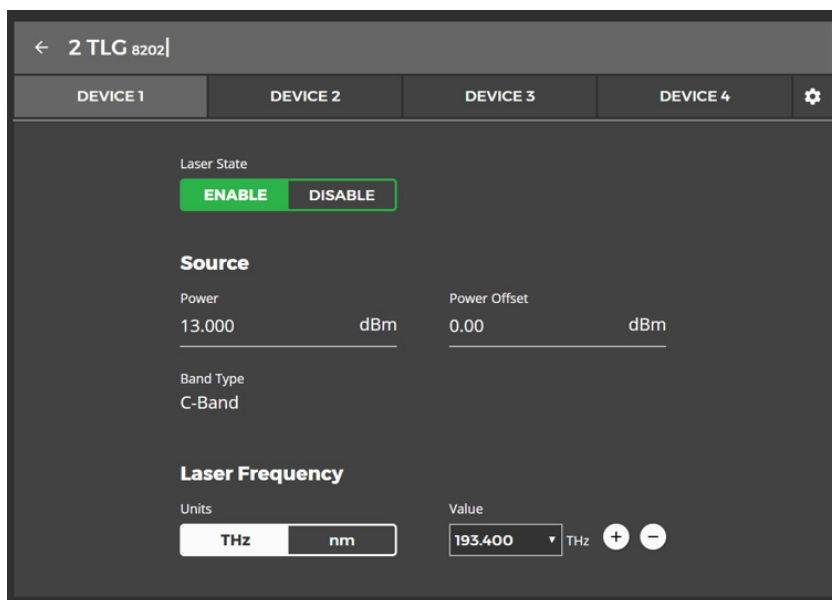 ← 2 TLG 8202
DEVICE 1 DEVICE 2 DEVICE 3 DEVICE 4
Laser State
ENABLE DISABLE
Source
Power Power Offset
13.000 dBm 0.00 dBm
Band Type
C-Band
Laser Frequency
Units Value
THz nm 193.400 ▼ THz + −